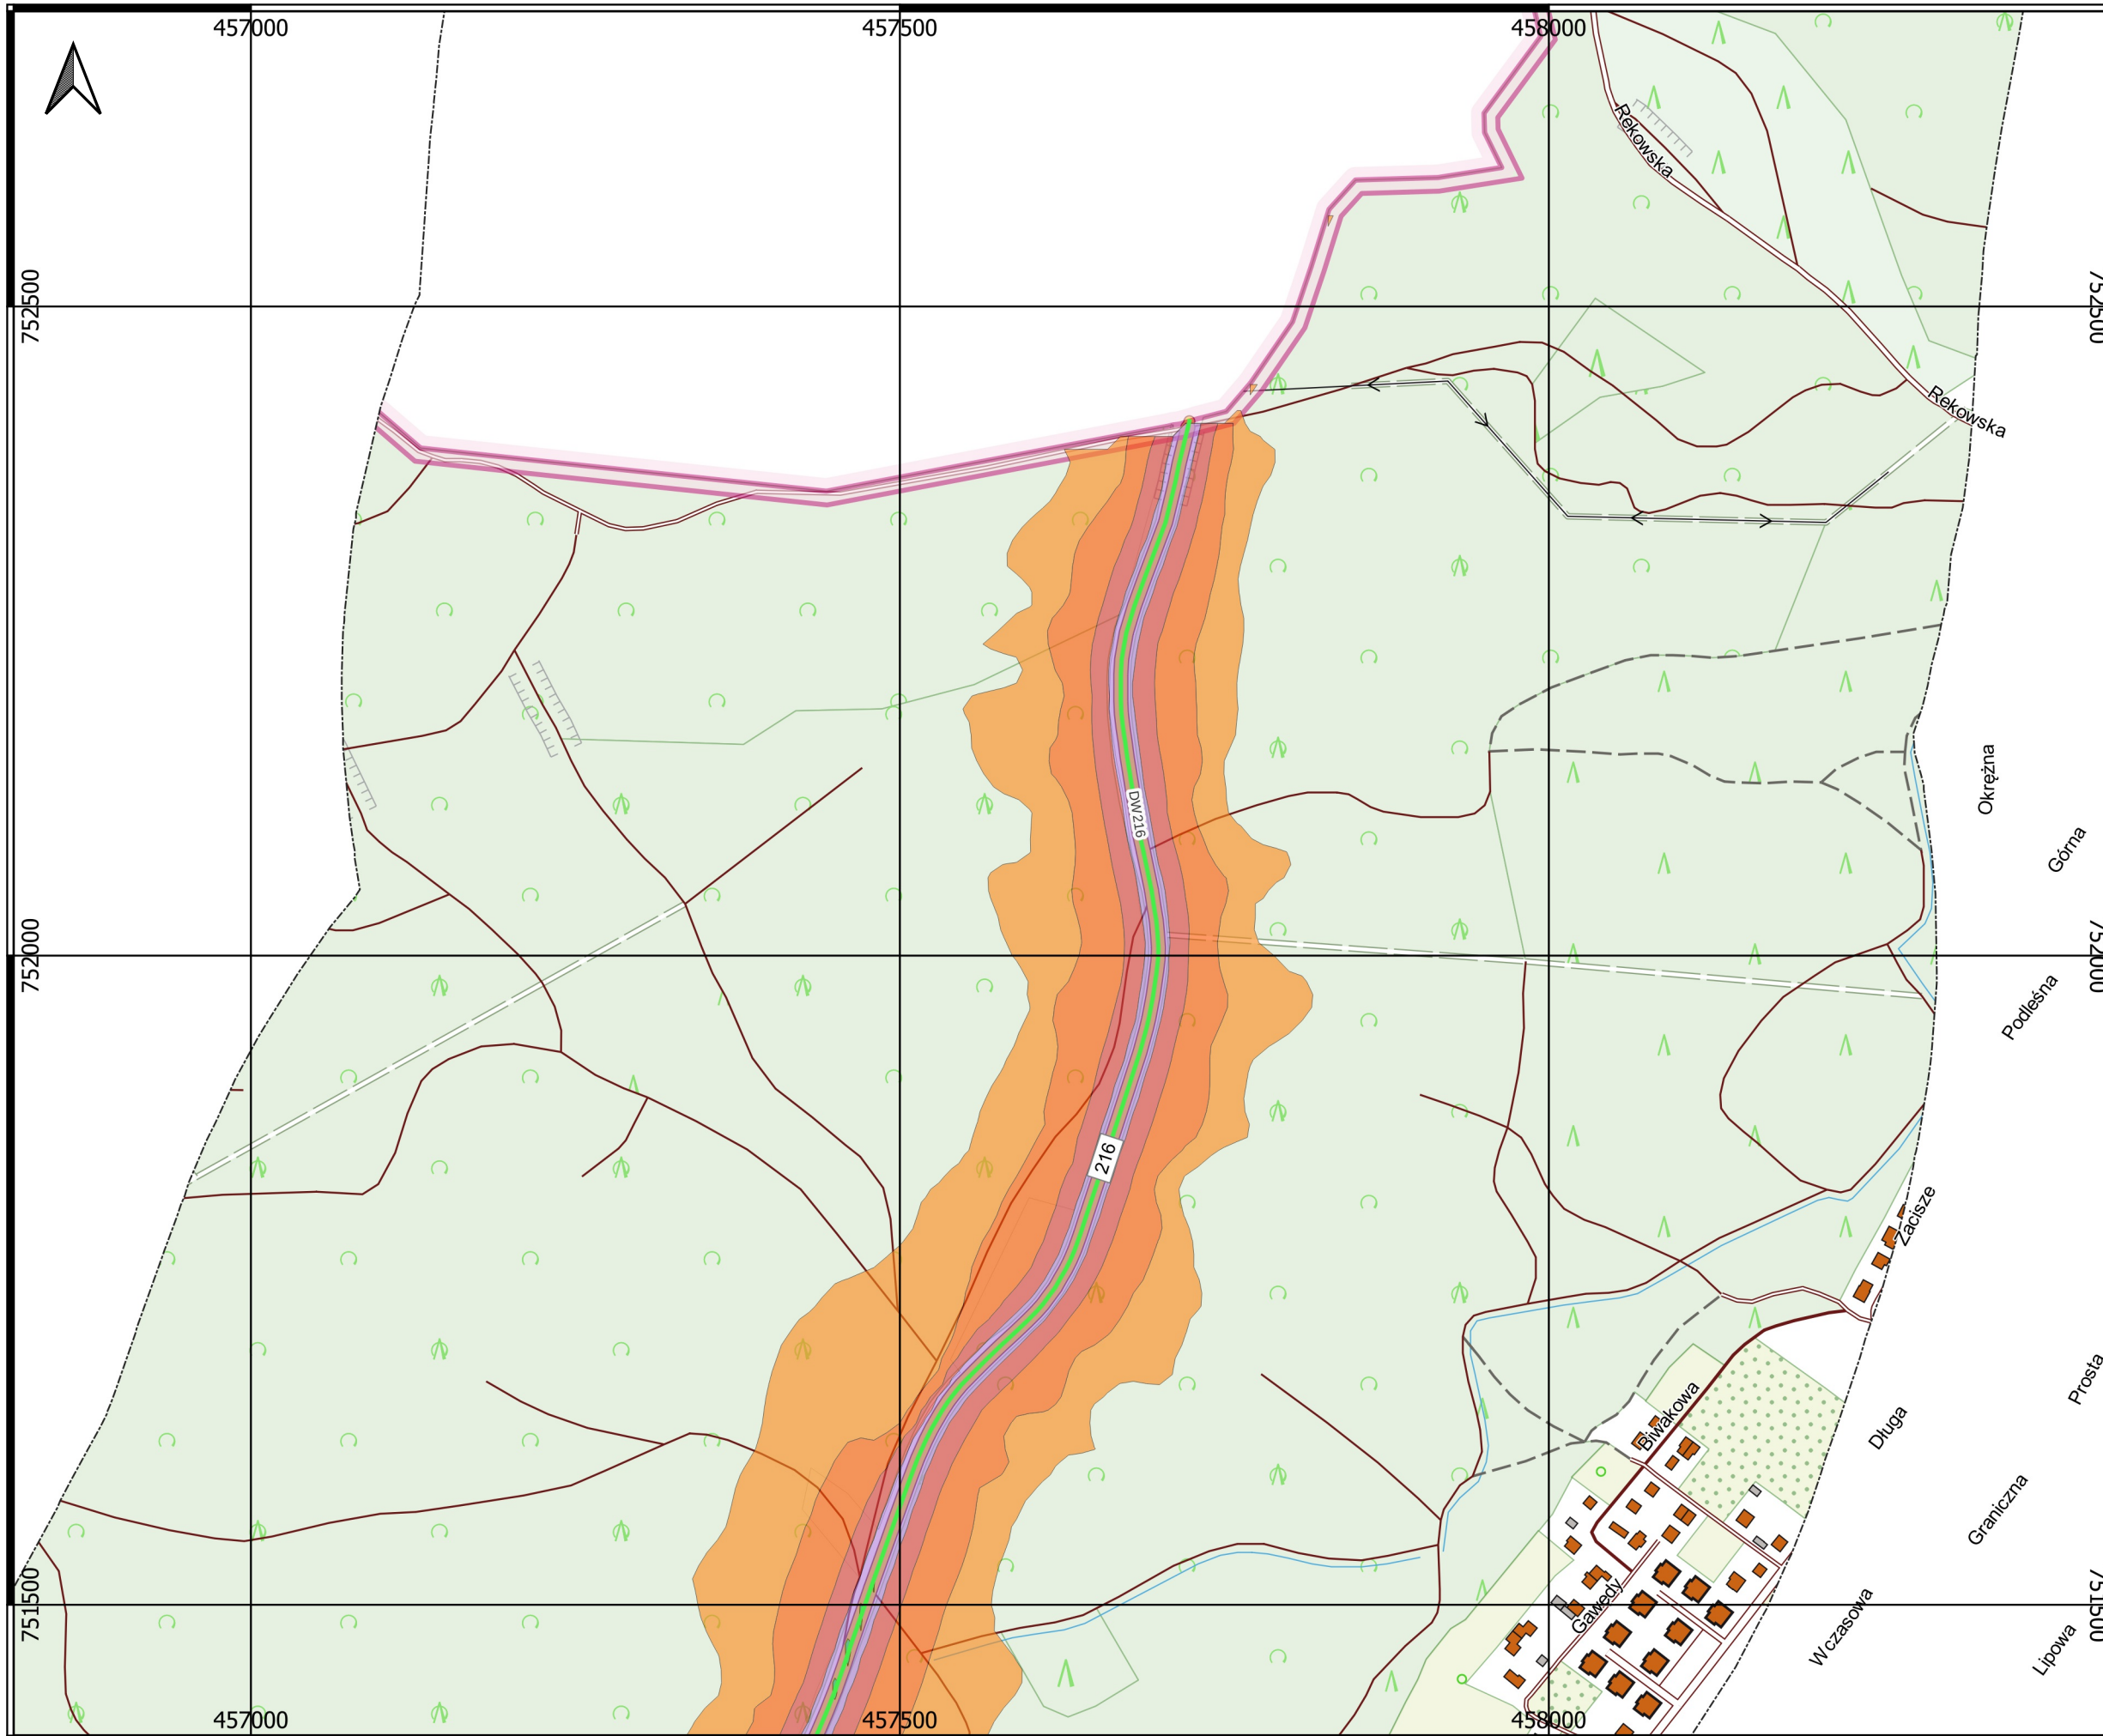 457000
457500
458000
Rekowska
752500
752500
Rekowska
Okrężna
DW216
Górna
752000
752000
Podleśna
216
Zacisze
Prosta
Biwakowa
Długa
Graniczna
751500
751500
Gawędy
Wczasowa
Lipowa
457000
457500
458000